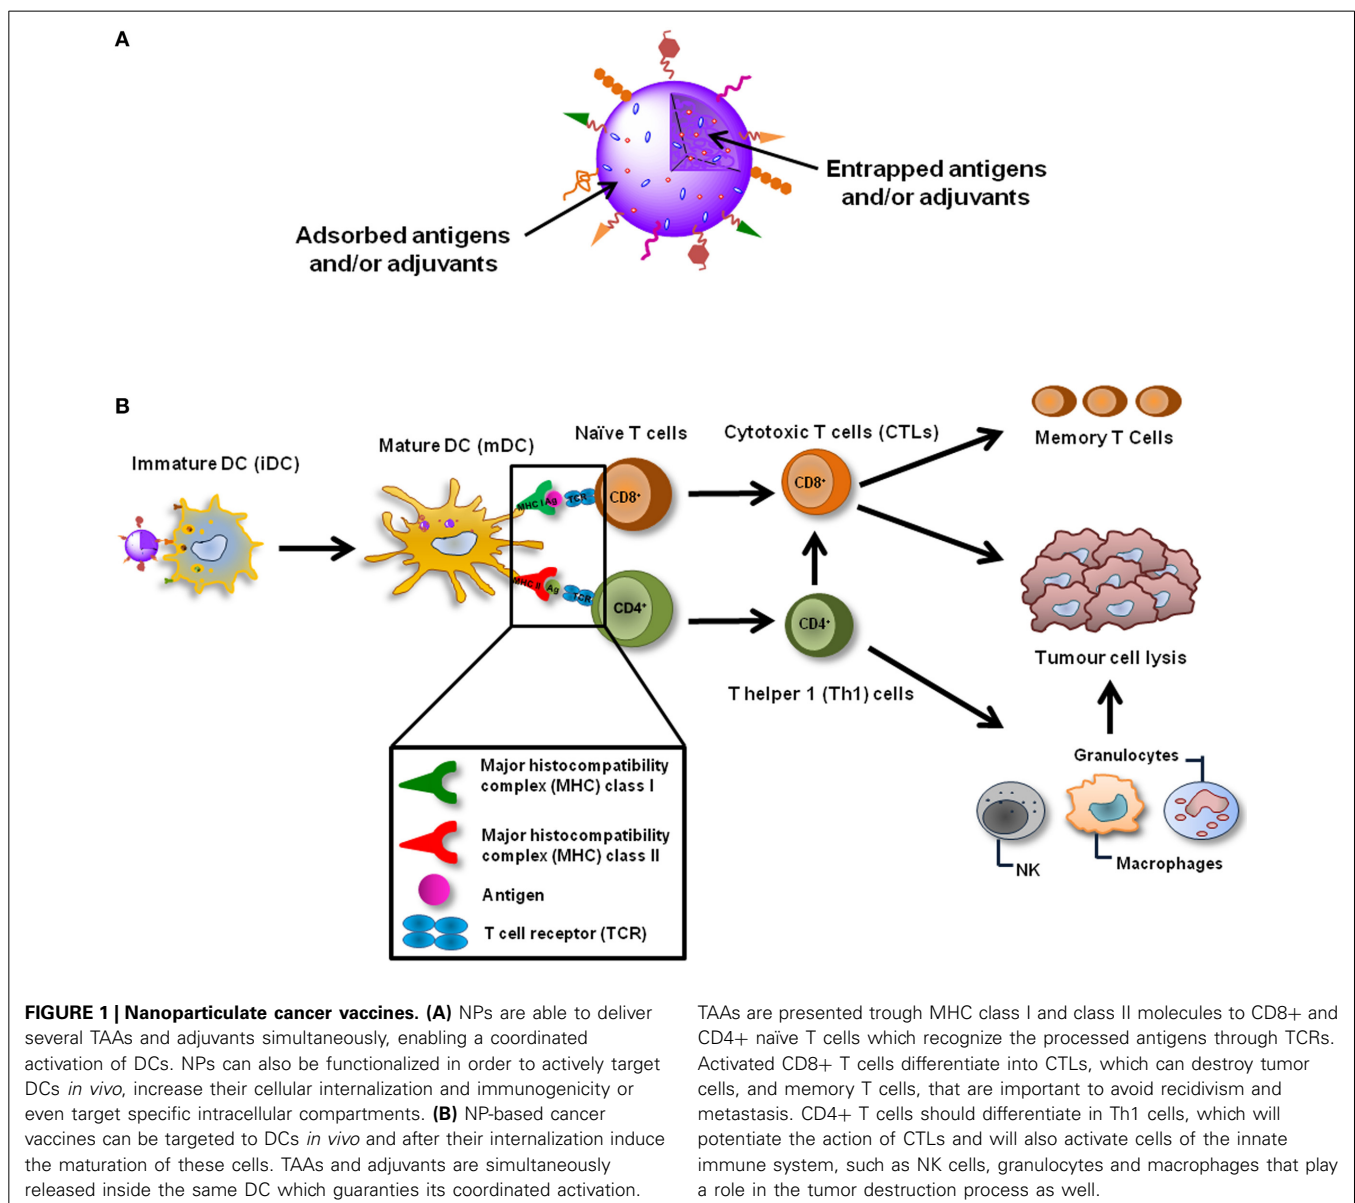 A
Entrapped antigens
and/or adjuvants
Adsorbed antigens
and/or adjuvants
B
Immature DC (iDC)
Mature DC (mDC)
Naïve T cells
Cytotoxic T cells (CTLs)
Memory T Cells
MHC I
Ag
TCR
CD8+
CD8+
MHC II
Ag
TCR
CD4+
CD4+
Tumour cell lysis
T helper 1 (Th1) cells
Granulocytes
NK
Macrophages
Major histocompatibility
complex (MHC) class I
Major histocompatibility
complex (MHC) class II
Antigen
T cell receptor (TCR)
FIGURE 1 | Nanoparticulate cancer vaccines. (A) NPs are able to deliver
several TAAs and adjuvants simultaneously, enabling a coordinated
activation of DCs. NPs can also be functionalized in order to actively target
DCs in vivo, increase their cellular internalization and immunogenicity or
even target specific intracellular compartments. (B) NP-based cancer
vaccines can be targeted to DCs in vivo and after their internalization induce
the maturation of these cells. TAAs and adjuvants are simultaneously
released inside the same DC which guaranties its coordinated activation.
TAAs are presented trough MHC class I and class II molecules to CD8+ and
CD4+ naïve T cells which recognize the processed antigens through TCRs.
Activated CD8+ T cells differentiate into CTLs, which can destroy tumor
cells, and memory T cells, that are important to avoid recidivism and
metastasis. CD4+ T cells should differentiate in Th1 cells, which will
potentiate the action of CTLs and will also activate cells of the innate
immune system, such as NK cells, granulocytes and macrophages that play
a role in the tumor destruction process as well.